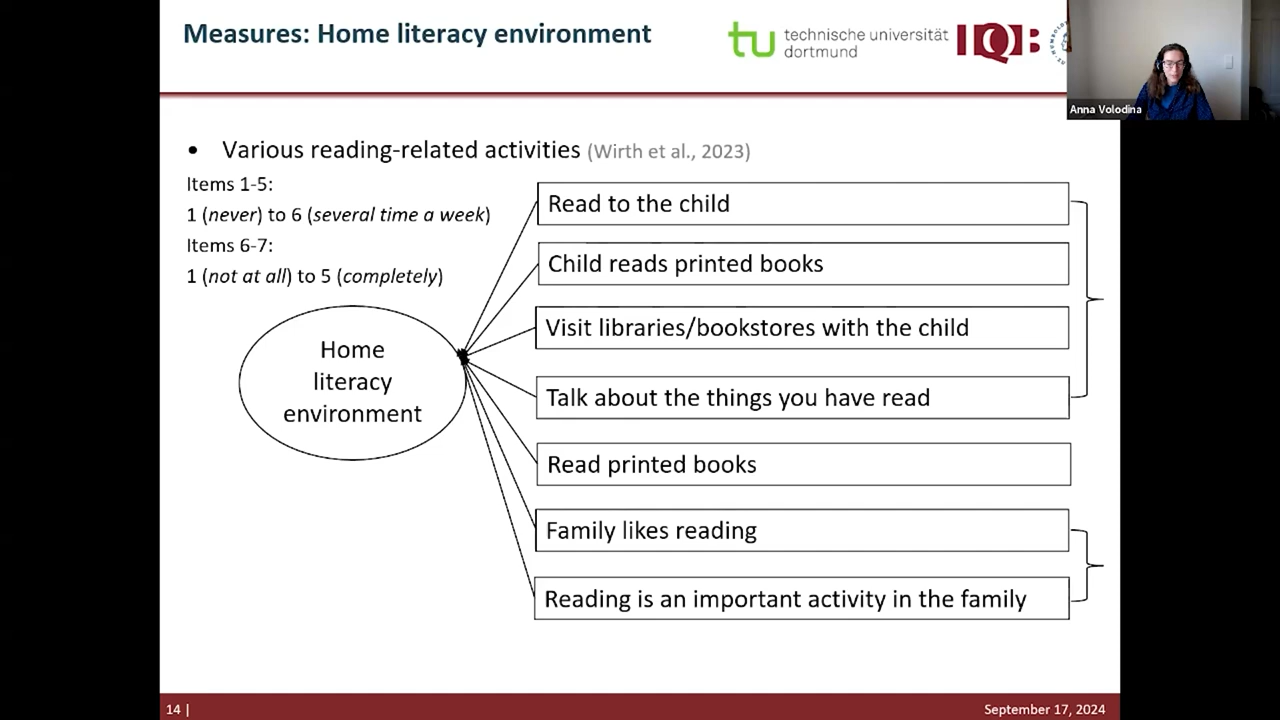 Measures: Home literacy environment
tu technische universität
dortmund
IQB
Anna Volodina
• Various reading-related activities (Wirth et al., 2023)
Items 1-5:
1 (never) to 6 (several time a week)
Items 6-7:
1 (not at all) to 5 (completely)
Home
literacy
environment
Read to the child
Child reads printed books
Visit libraries/bookstores with the child
Talk about the things you have read
Read printed books
Family likes reading
Reading is an important activity in the family
14 |
September 17, 2024